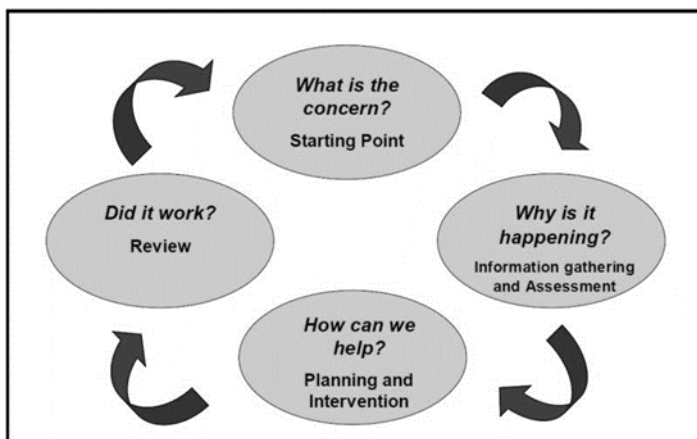 What is the
concern?
Starting Point
Why is it
happening?
Information gathering
and Assessment
How can we
help?
Planning and
Intervention
Did it work?
Review